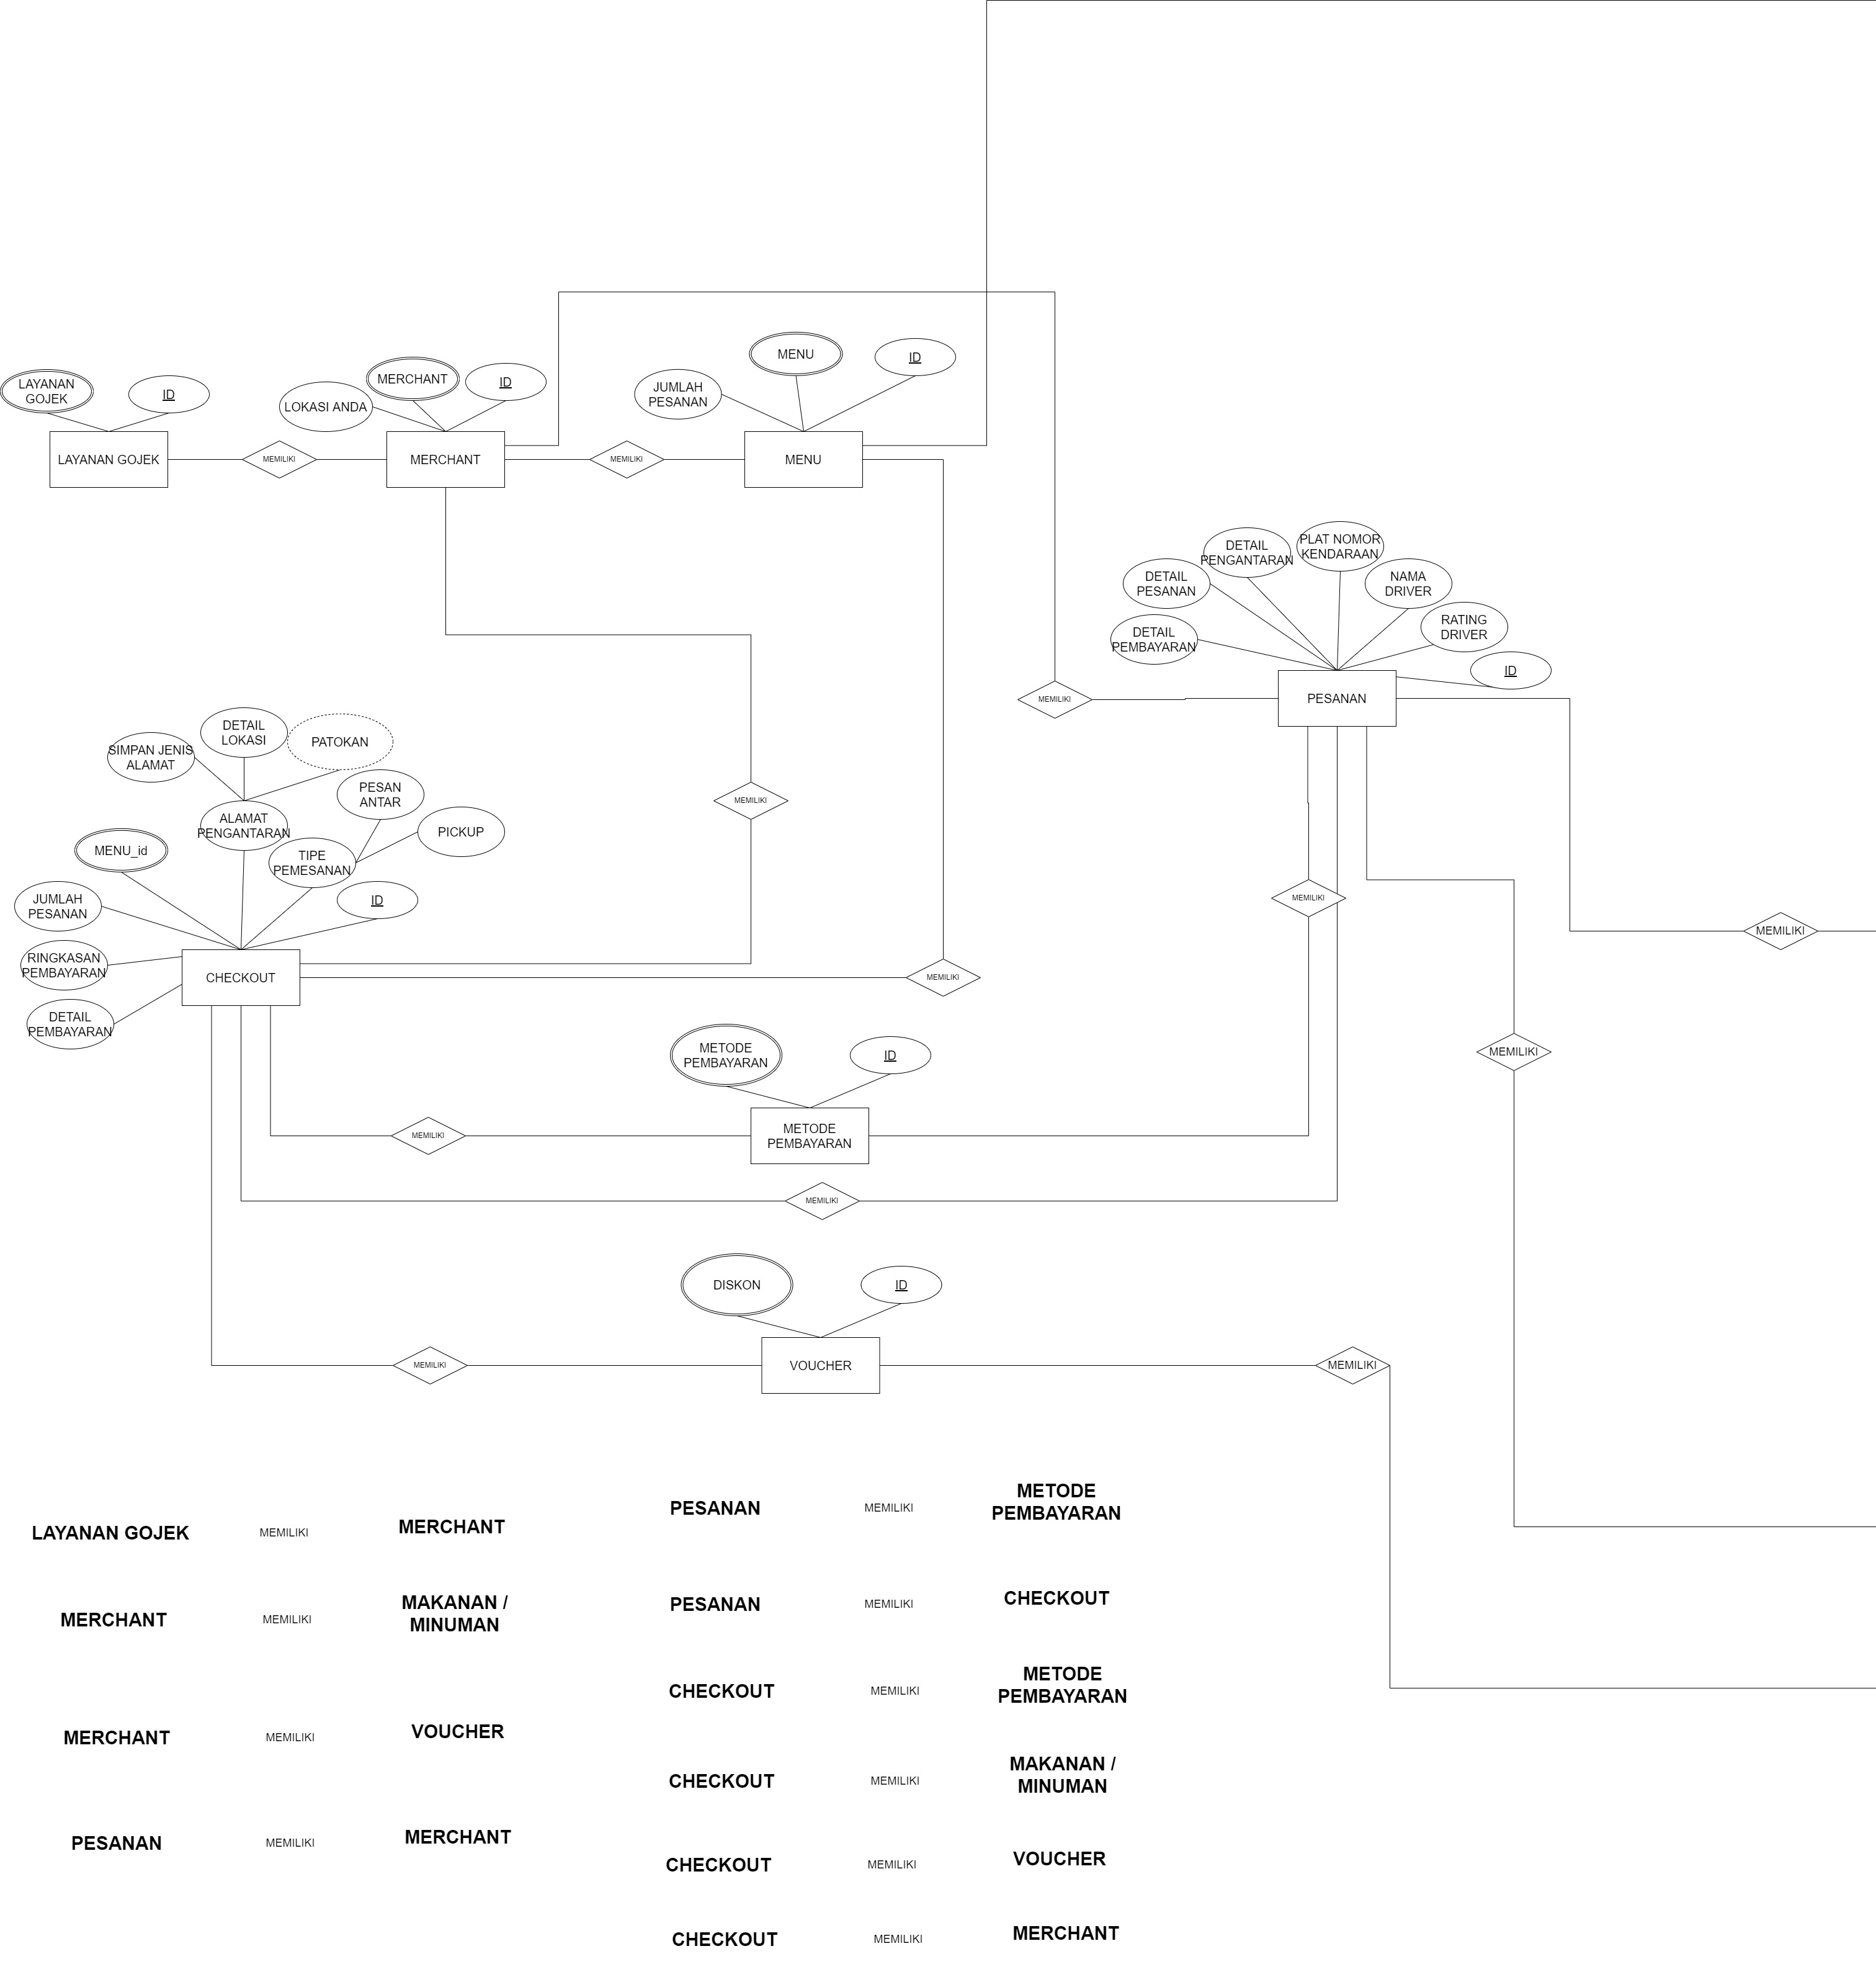 MENU
ID
JUMLAH
PESANAN
MERCHANT
ID
LOKASI ANDA
LAYANAN
GOJEK
ID
LAYANAN GOJEK
MEMILIKI
MERCHANT
MEMILIKI
MENU
DETAIL
PENGANTARAN
PLAT NOMOR
KENDARAAN
DETAIL
PESANAN
NAMA
DRIVER
DETAIL
PEMBAYARAN
RATING
DRIVER
ID
MEMILIKI
PESANAN
DETAIL
LOKASI
PATOKAN
SIMPAN JENIS
ALAMAT
PESAN
ANTAR
MEMILIKI
ALAMAT
PENGANTARAN
PICKUP
MENU_id
TIPE
PEMESANAN
ID
JUMLAH
PESANAN
MEMILIKI
MEMILIKI
RINGKASAN
PEMBAYARAN
CHECKOUT
MEMILIKI
DETAIL
PEMBAYARAN
METODE
PEMBAYARAN
ID
MEMILIKI
MEMILIKI
METODE
PEMBAYARAN
MEMILIKI
DISKON
ID
MEMILIKI
VOUCHER
MEMILIKI
LAYANAN GOJEK MEMILIKI MERCHANT
MERCHANT MEMILIKI MAKANAN /
MINUMAN
MERCHANT MEMILIKI VOUCHER
PESANAN MEMILIKI MERCHANT
PESANAN MEMILIKI METODE
PEMBAYARAN
PESANAN MEMILIKI CHECKOUT
CHECKOUT MEMILIKI METODE
PEMBAYARAN
CHECKOUT MEMILIKI MAKANAN /
MINUMAN
CHECKOUT MEMILIKI VOUCHER
CHECKOUT MEMILIKI MERCHANT